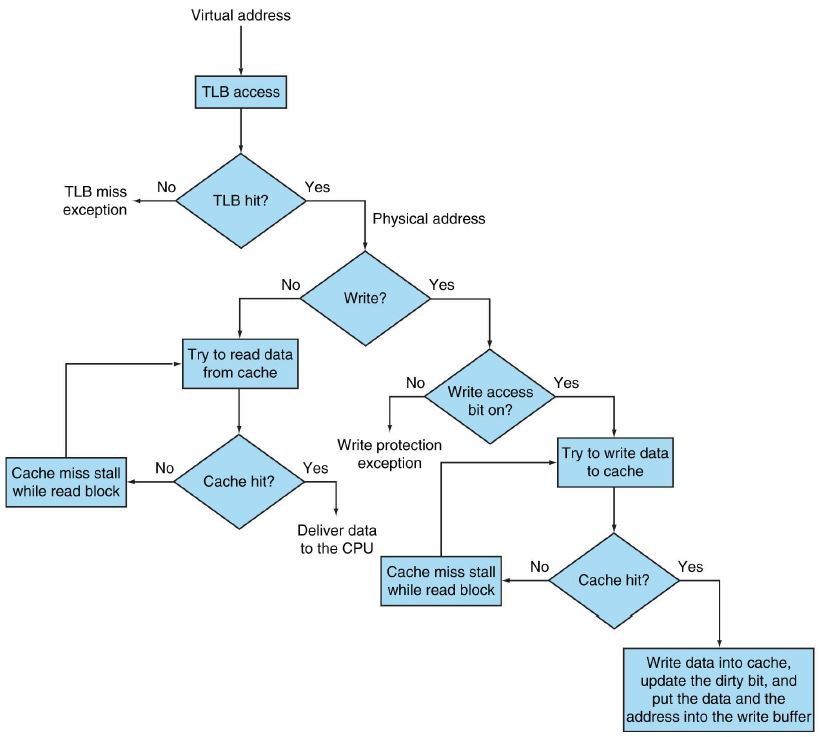 Virtual address
TLB access
TLB hit?
No
Yes
TLB miss
exception
Physical address
Write?
No
Yes
Try to read data
from cache
Write access
bit on?
No
Yes
Write protection
exception
Try to write data
to cache
Cache hit?
No
Yes
Cache miss stall
while read block
Deliver data
to the CPU
Cache hit?
No
Yes
Cache miss stall
while read block
Write data into cache,
update the dirty bit, and
put the data and the
address into the write buffer